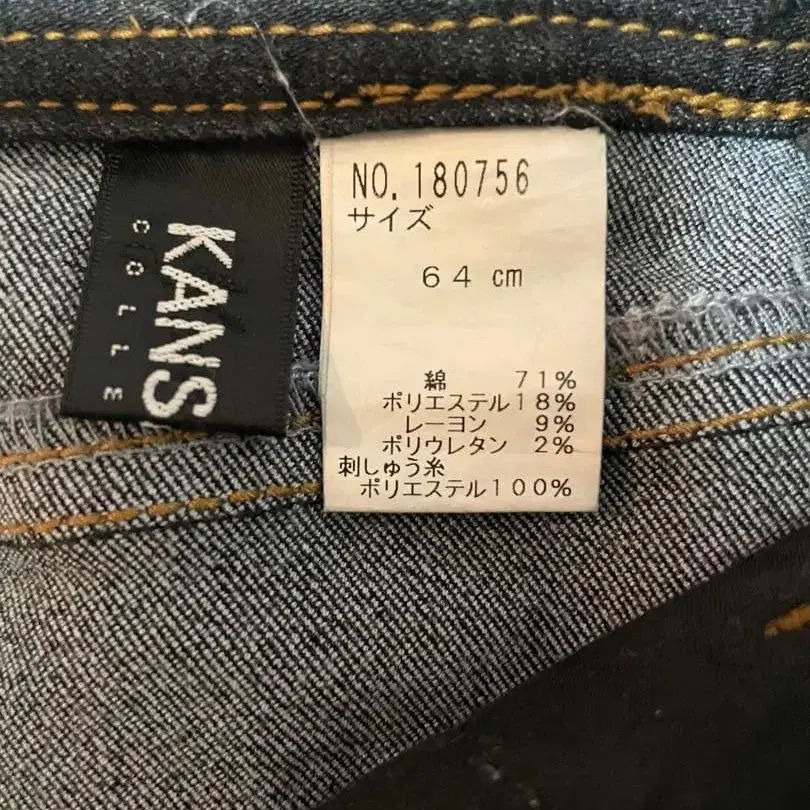 KANS
COLLE
NO.180756
サイズ
64 cm
綿 71%
ポリエステル18%
レーヨン 9%
ポリウレタン 2%
刺しゅう糸
ポリエステル100%